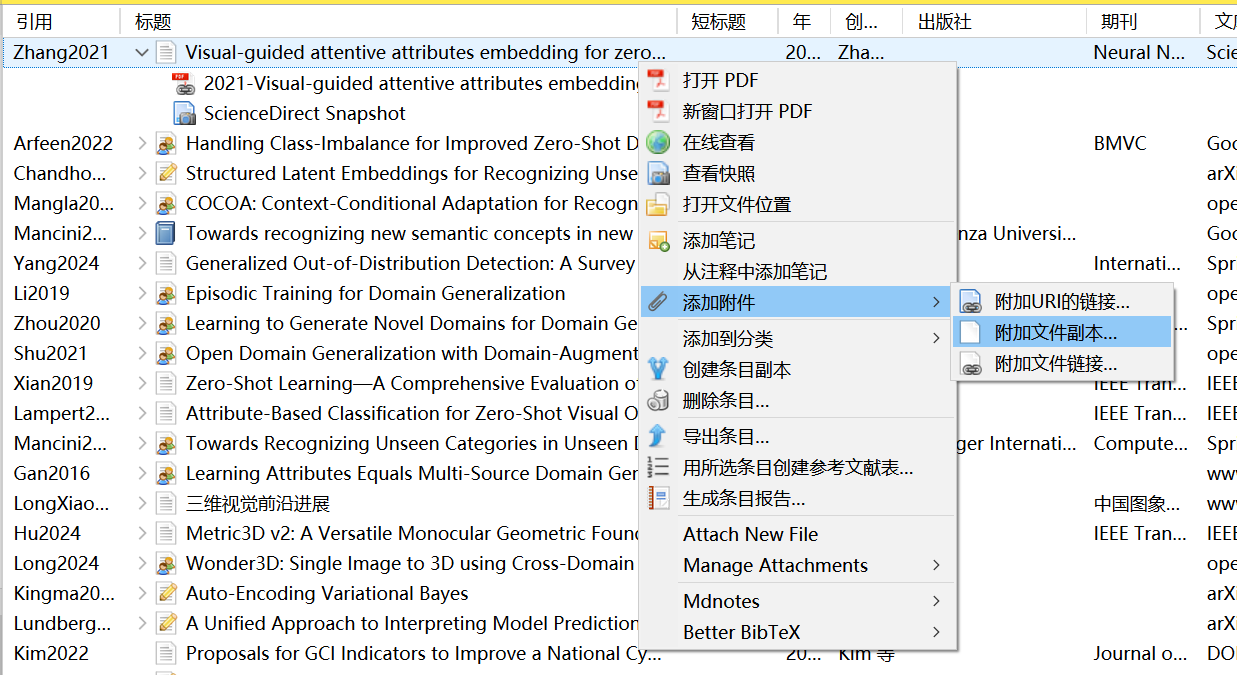 引用 标题 短标题 年 创... 出版社 期刊
Zhang2021 Visual-guided attentive attributes embedding for zero... 20... Zha... Neural N... Scie
2021-Visual-guided attentive attributes embedding
ScienceDirect Snapshot
Arfeen2022 Handling Class-Imbalance for Improved Zero-Shot D BMVC Goo
Chandho... Structured Latent Embeddings for Recognizing Unse arXi
Mangla20... COCOA: Context-Conditional Adaptation for Recogn ope
Mancini2... Towards recognizing new semantic concepts in new nza Universi... Goo
Yang2024 Generalized Out-of-Distribution Detection: A Survey Internati... Spr
Li2019 Episodic Training for Domain Generalization ope
Zhou2020 Learning to Generate Novel Domains for Domain Ge Spr
Shu2021 Open Domain Generalization with Domain-Augment ope
Xian2019 Zero-Shot Learning—A Comprehensive Evaluation of IEEE Tran... IEEE
Lampert2... Attribute-Based Classification for Zero-Shot Visual O IEEE Tran... IEEE
Mancini2... Towards Recognizing Unseen Categories in Unseen D ger Internati... Compute... Spr
Gan2016 Learning Attributes Equals Multi-Source Domain Ger ww
LongXiao... 三维视觉前沿进展 中国图象... ww
Hu2024 Metric3D v2: A Versatile Monocular Geometric Found IEEE Tran... IEEE
Long2024 Wonder3D: Single Image to 3D using Cross-Domain ope
Kingma20... Auto-Encoding Variational Bayes arXi
Lundberg... A Unified Approach to Interpreting Model Prediction arXi
Kim2022 Proposals for GCI Indicators to Improve a National Cy... 20... Kim 等 Journal o... DO
打开 PDF
新窗口打开 PDF
在线查看
查看快照
打开文件位置
添加笔记
从注释中添加笔记
添加附件
添加到分类
创建条目副本
删除条目...
导出条目...
用所选条目创建参考文献表...
生成条目报告...
Attach New File
Manage Attachments
Mdnotes
Better BibTeX
附加URI的链接...
附加文件副本...
附加文件链接...